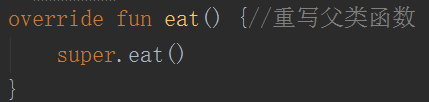 override fun eat() {//重写父类函数
    super.eat()
}